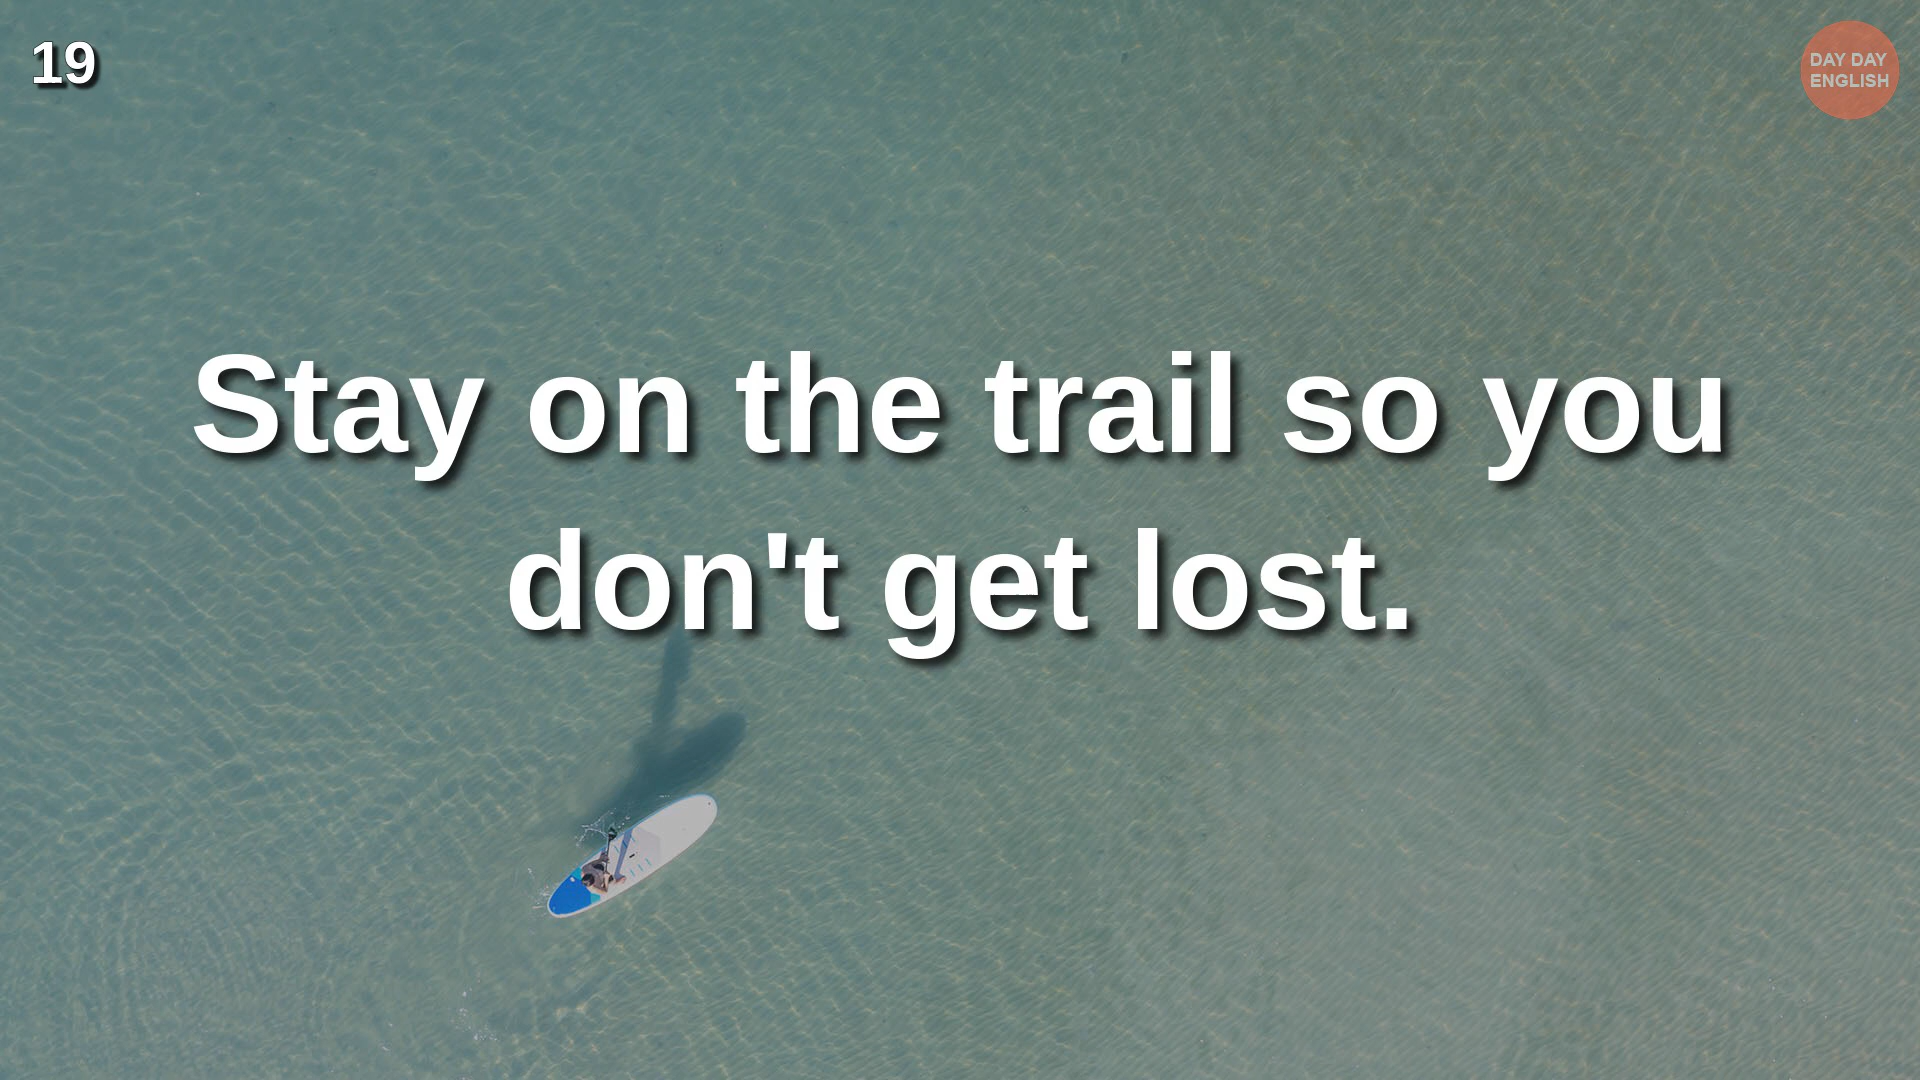 19
DAY DAY
ENGLISH
Stay on the trail so you
don't get lost.